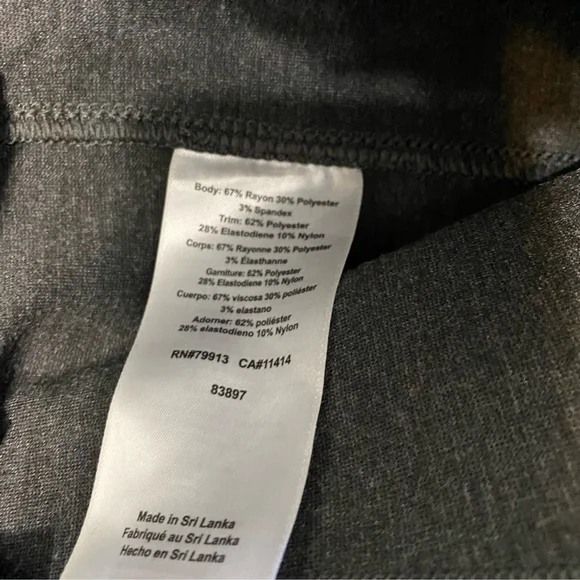 Body: 67% Rayon 30% Polyester
3% Spandex
Trim: 62% Polyester
28% Elastodiene 10% Nylon
Corps: 67% Rayonne 30% Polyester
3% Élasthanne
Garniture: 62% Polyester
28% Elastodiene 10% Nylon
Cuerpo: 67% viscosa 30% poliéster
3% elastano
Adorner: 62% poliéster
28% elastodieno 10% Nylon
RN#79913 CA#11414
83897
Made in Sri Lanka
Fabriqué au Sri Lanka
Hecho en Sri Lanka